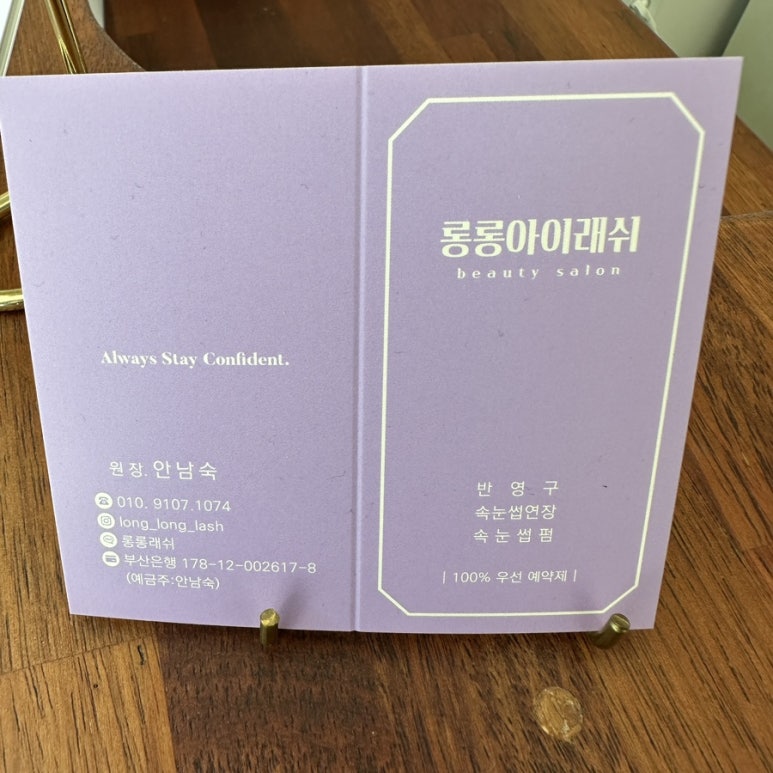 Always Stay Confident.
원장. 안남숙
010. 9107.1074
long_long_lash
롱롱래쉬
부산은행 178-12-002617-8
(예금주:안남숙)
롱롱아이래쉬
beauty salon
반 영 구
속눈썹연장
속 눈 썹 펌
| 100% 우선 예약제 |